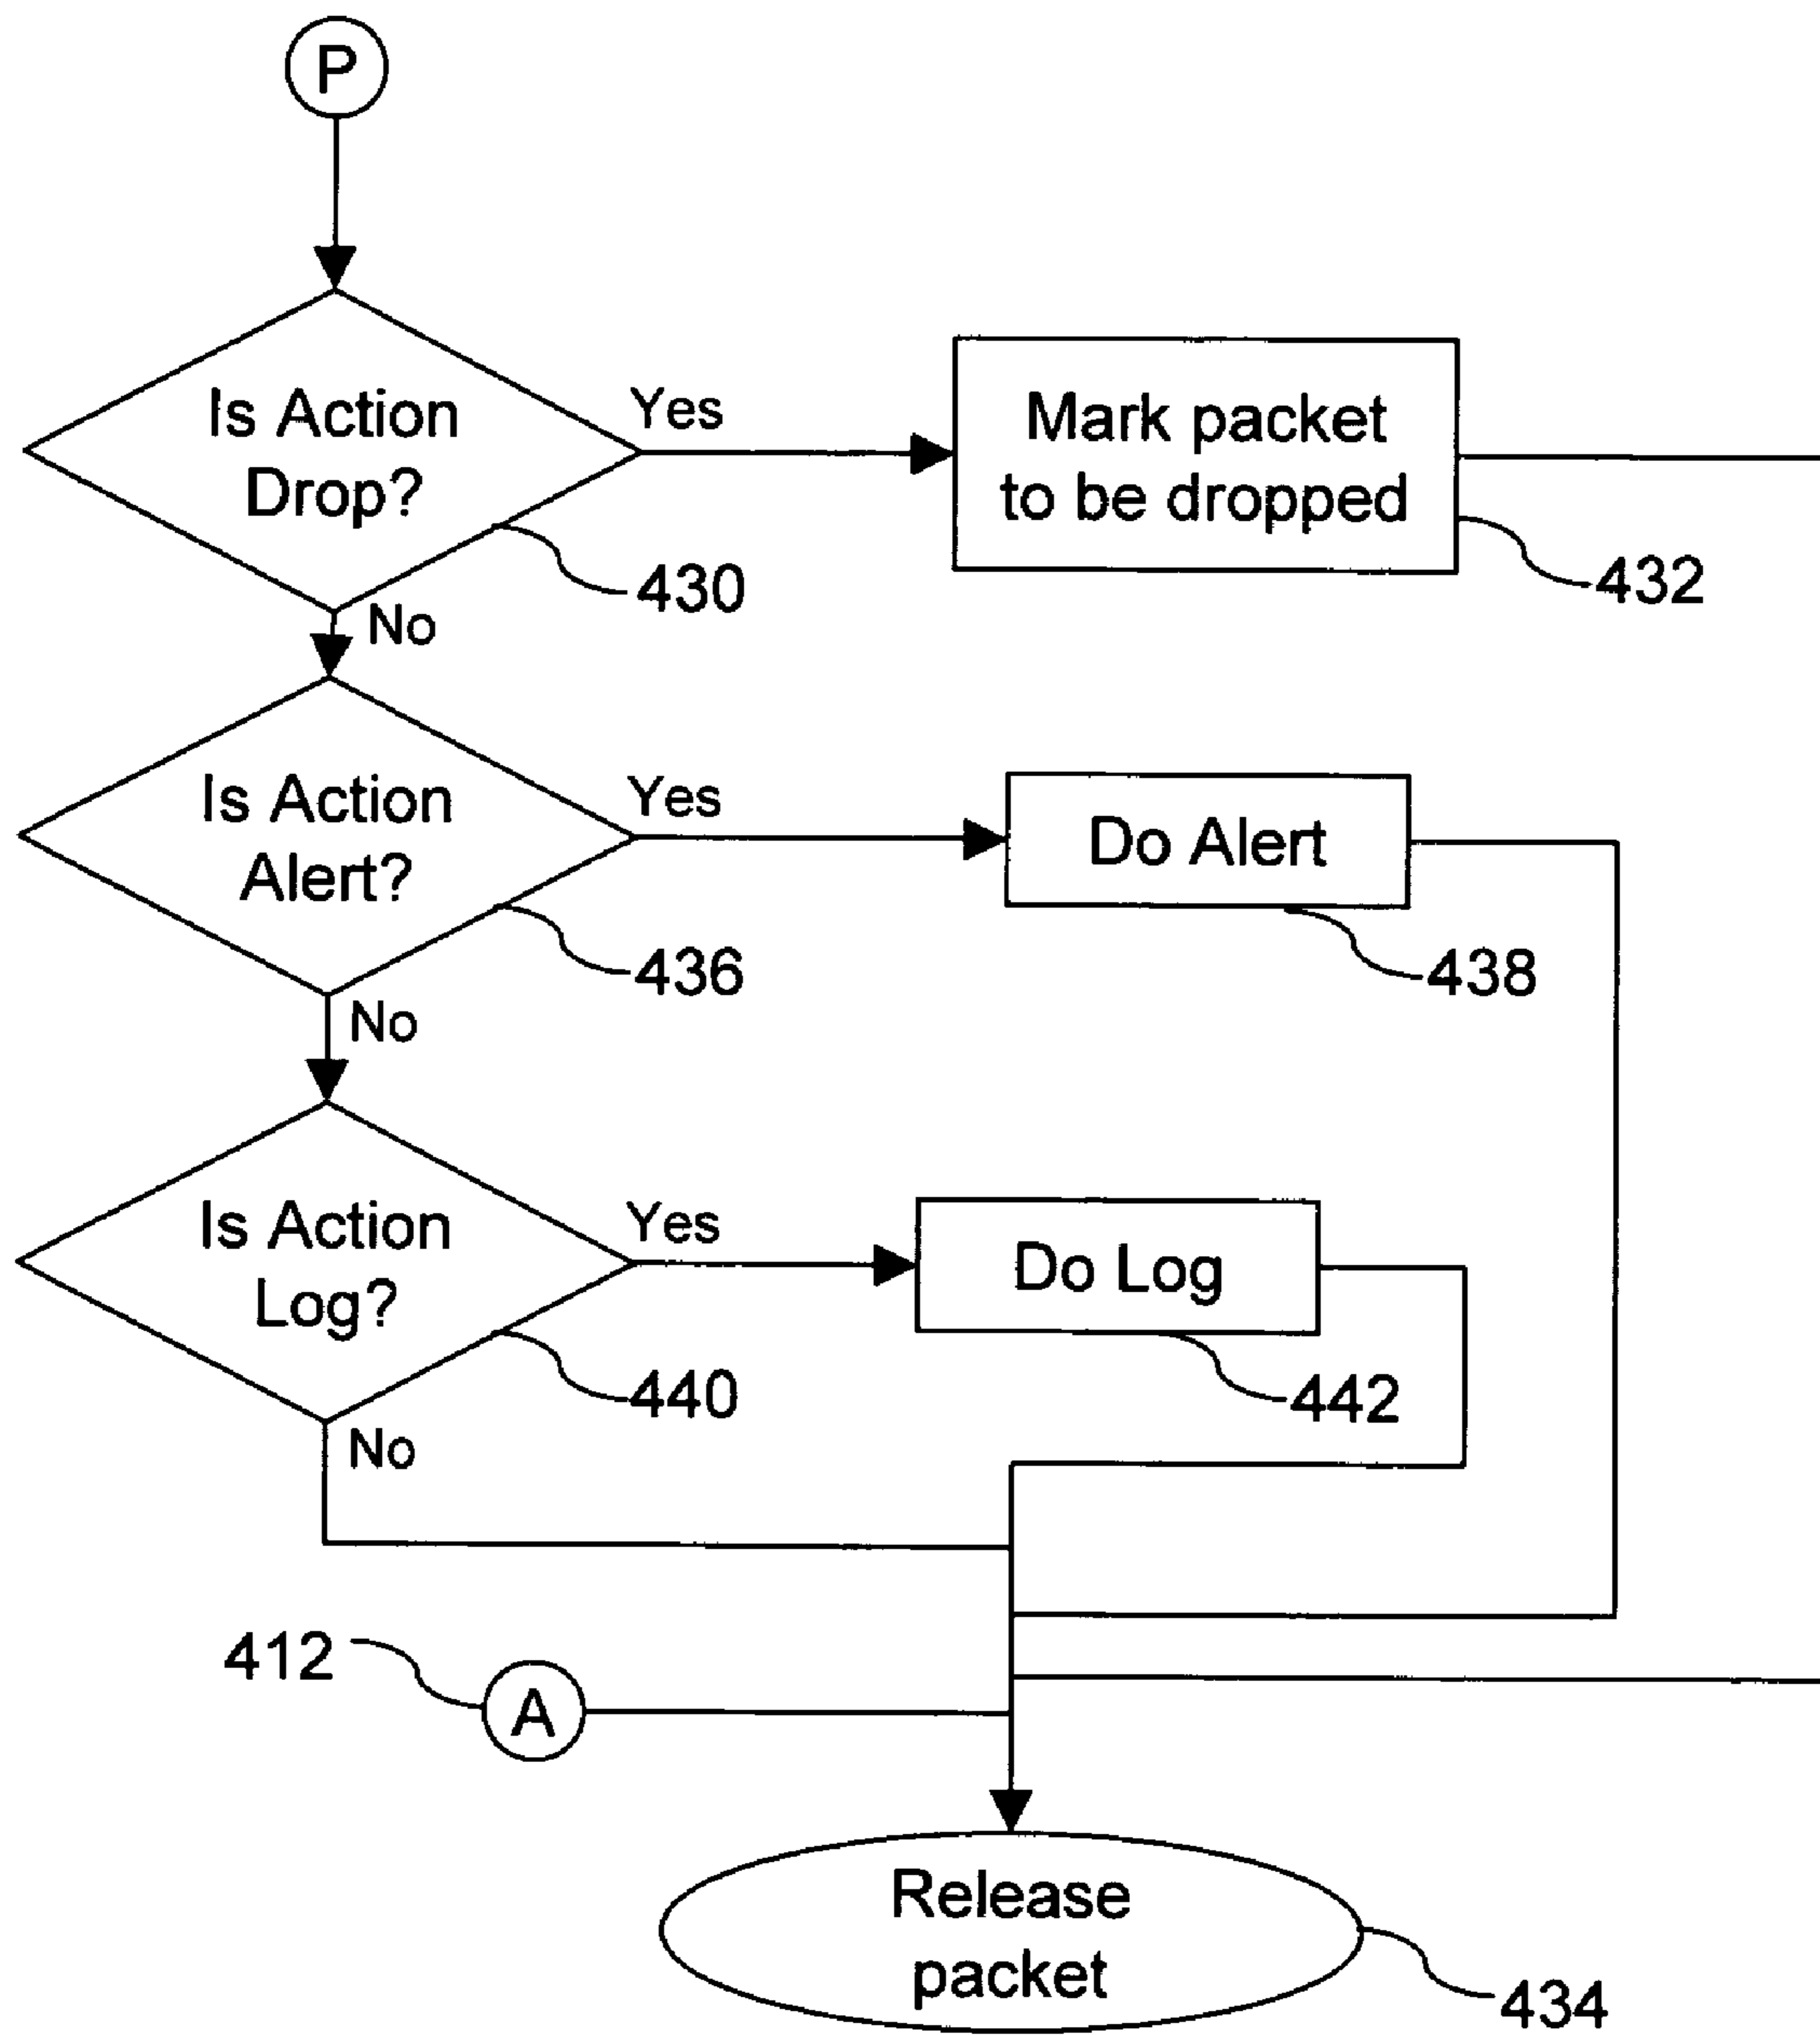 P
Is Action
Drop?
Yes
Mark packet
to be dropped
430
432
No
Is Action
Alert?
Yes
Do Alert
436
438
No
Is Action
Log?
Yes
Do Log
440
442
No
412
A
Release
packet
434